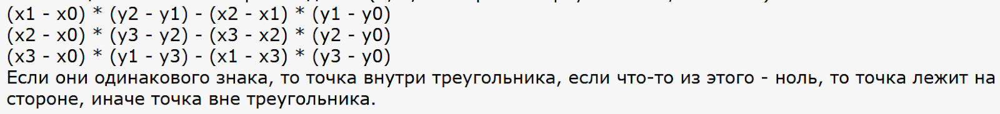 (x1 - x0) * (y2 - y1) - (x2 - x1) * (y1 - y0)
(x2 - x0) * (y3 - y2) - (x3 - x2) * (y2 - y0)
(x3 - x0) * (y1 - y3) - (x1 - x3) * (y3 - y0)
Если они одинакового знака, то точка внутри треугольника, если что-то из этого - ноль, то точка лежит на
стороне, иначе точка вне треугольника.